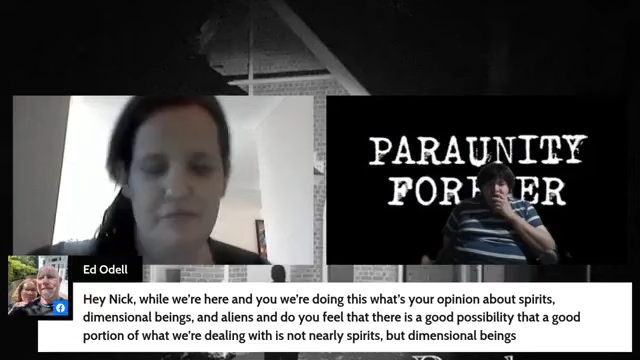 PARAUNITY
FOR ER
Ed Odell
Hey Nick, while we're here and you we're doing this what's your opinion about spirits,
dimensional beings, and aliens and do you feel that there is a good possibility that a good
portion of what we're dealing with is not nearly spirits, but dimensional beings